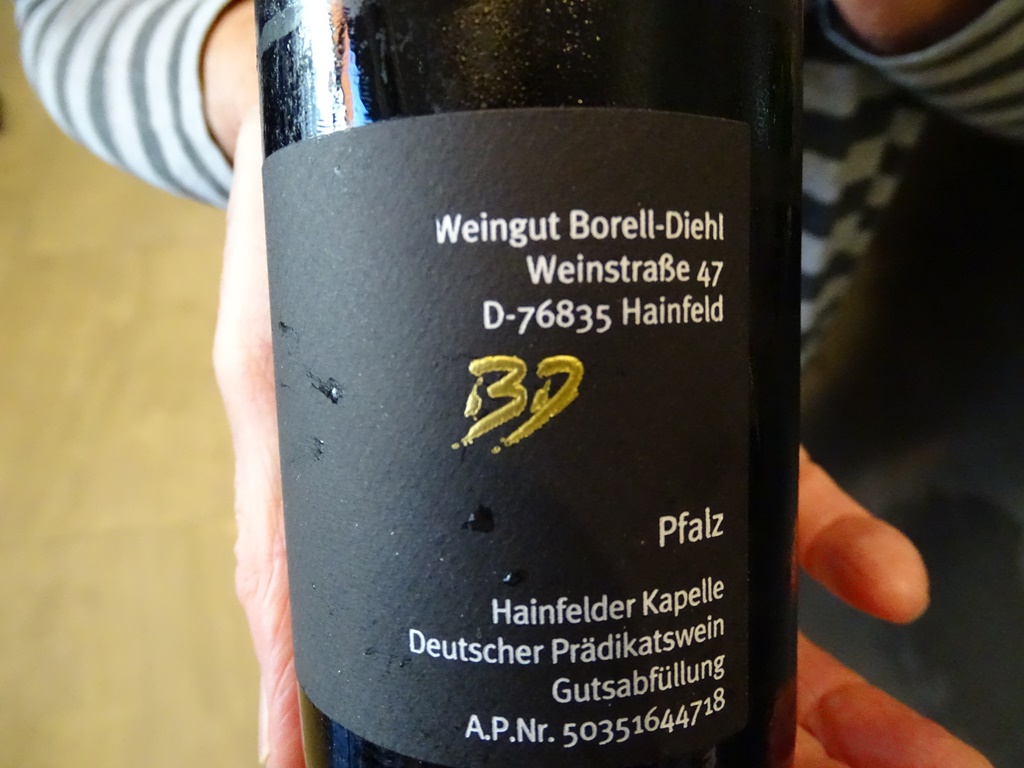 Weingut Borell-Diehl
Weinstraße 47
D-76835 Hainfeld
BD
Pfalz
Hainfelder Kapelle
Deutscher Prädikatswein
Gutsabfüllung
A.P.Nr. 50351644718